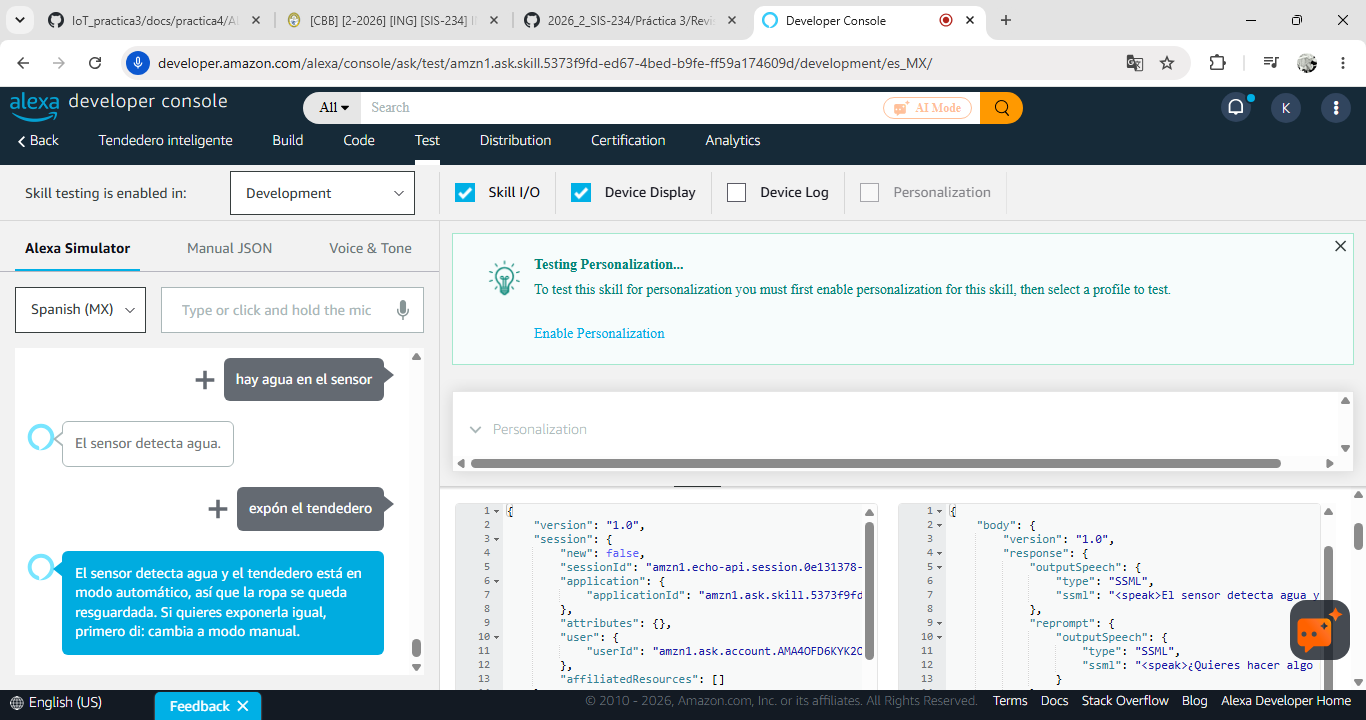 IoT_practica3/docs/practica4/Al
[CBB] [2-2026] [ING] [SIS-234] II
2026_2_SIS-234/Práctica 3/Revis
Developer Console
developer.amazon.com/alexa/console/ask/test/amzn1.ask.skill.5373f9fd-ed67-4bed-b9fe-ff59a174609d/development/es_MX/
alexa developer console
All
Search
AI Mode
K
Back
Tendedero inteligente
Build
Code
Test
Distribution
Certification
Analytics
Skill testing is enabled in:
Development
Skill I/O
Device Display
Device Log
Personalization
Alexa Simulator
Manual JSON
Voice & Tone
Spanish (MX)
Type or click and hold the mic
hay agua en el sensor
El sensor detecta agua.
expón el tendedero
El sensor detecta agua y el tendedero está en
modo automático, así que la ropa se queda
resguardada. Si quieres exponerla igual,
primero di: cambia a modo manual.
Testing Personalization...
To test this skill for personalization you must first enable personalization for this skill, then select a profile to test.
Enable Personalization
Personalization
1 {
2 "version": "1.0",
3 "session": {
4 "new": false,
5 "sessionId": "amzn1.echo-api.session.0e131378-
6 "application": {
7 "applicationId": "amzn1.ask.skill.5373f9fd
8 },
9 "attributes": {},
10 "user": {
11 "userId": "amzn1.ask.account.AMA4OFD6KYK2C
12 },
13 "affiliatedResources": []
1 {
2 "body": {
3 "version": "1.0",
4 "response": {
5 "outputSpeech": {
6 "type": "SSML",
7 "ssml": "<speak>El sensor detecta agua y
8 },
9 "reprompt": {
10 "outputSpeech": {
11 "type": "SSML",
12 "ssml": "<speak>¿Quieres hacer algo
13 }
English (US)
Feedback
© 2010 - 2026, Amazon.com, Inc. or its affiliates. All Rights Reserved.
Terms
Docs
Stack Overflow
Blog
Alexa Developer Home